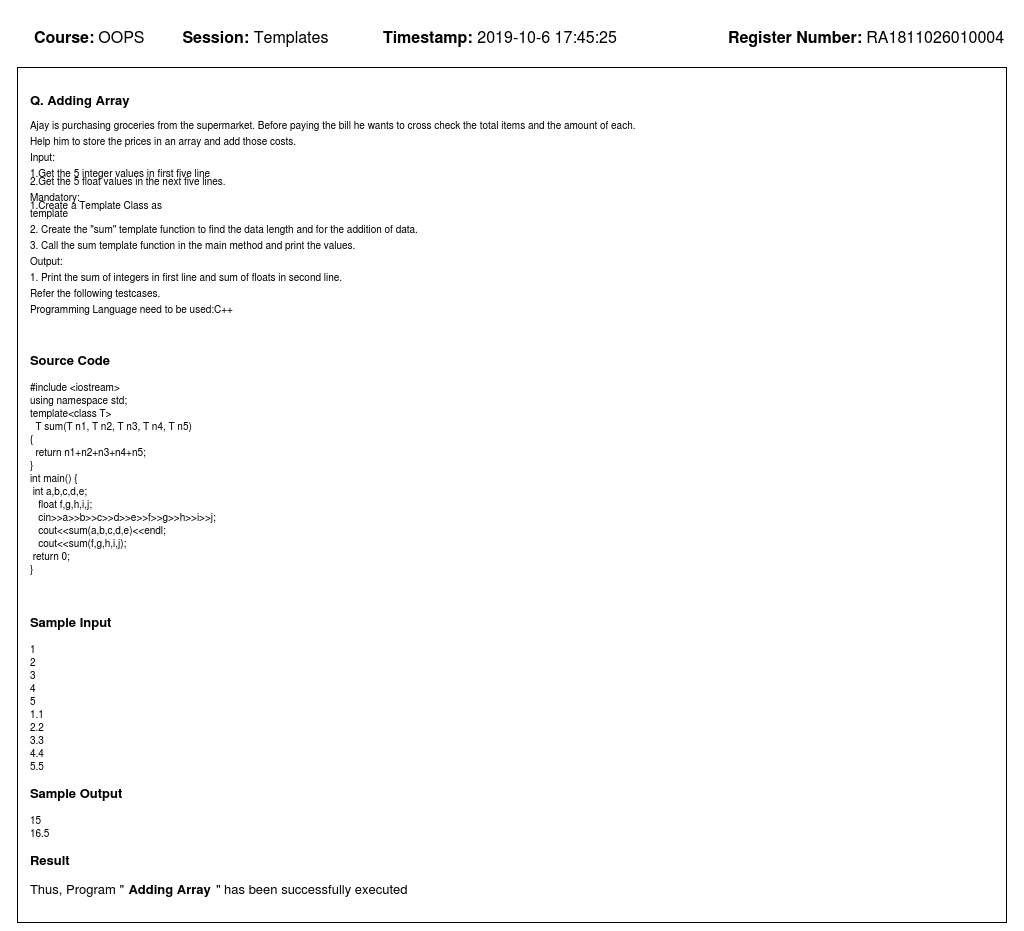 Course: OOPS Session: Templates Timestamp: 2019-10-6 17:45:25 Register Number: RA1811026010004
Q. Adding Array
Ajay is purchasing groceries from the supermarket. Before paying the bill he wants to cross check the total items and the amount of each.
Help him to store the prices in an array and add those costs.
Input:
1.Get the 5 integer values in first five line
2.Get the 5 float values in the next five lines.
Mandatory:
1.Create a Template Class as
template
2. Create the "sum" template function to find the data length and for the addition of data.
3. Call the sum template function in the main method and print the values.
Output:
1. Print the sum of integers in first line and sum of floats in second line.
Refer the following testcases.
Programming Language need to be used:C++
Source Code
#include <iostream>
using namespace std;
template<class T>
T sum(T n1, T n2, T n3, T n4, T n5)
{
return n1+n2+n3+n4+n5;
}
int main() {
int a,b,c,d,e;
float f,g,h,i,j;
cin>>a>>b>>c>>d>>e>>f>>g>>h>>i>>j;
cout<<sum(a,b,c,d,e)<<endl;
cout<<sum(f,g,h,i,j);
return 0;
}
Sample Input
1
2
3
4
5
1.1
2.2
3.3
4.4
5.5
Sample Output
15
16.5
Result
Thus, Program " Adding Array " has been successfully executed